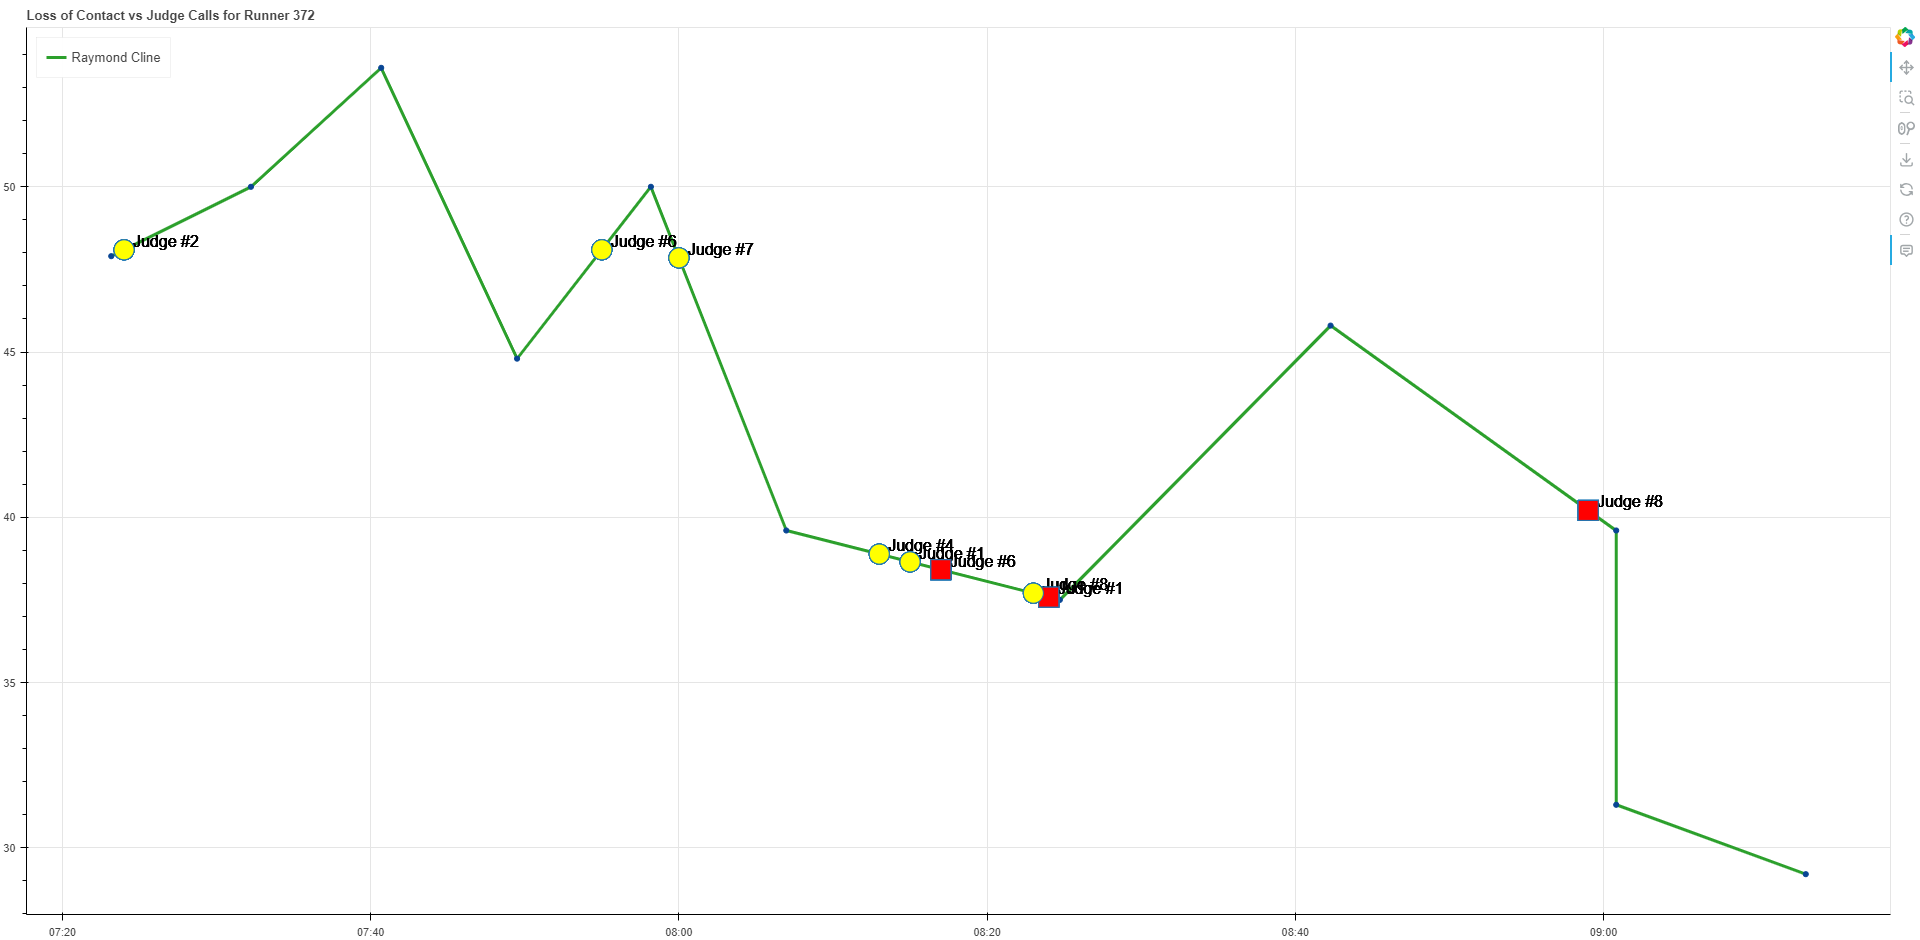 Loss of Contact vs Judge Calls for Runner 372
Raymond Cline
50
45
40
35
30
Judge #2
Judge #6
Judge #7
Judge #4
Judge #1
Judge #6
Judge #8
Judge #1
Judge #8
07:20
07:40
08:00
08:20
08:40
09:00